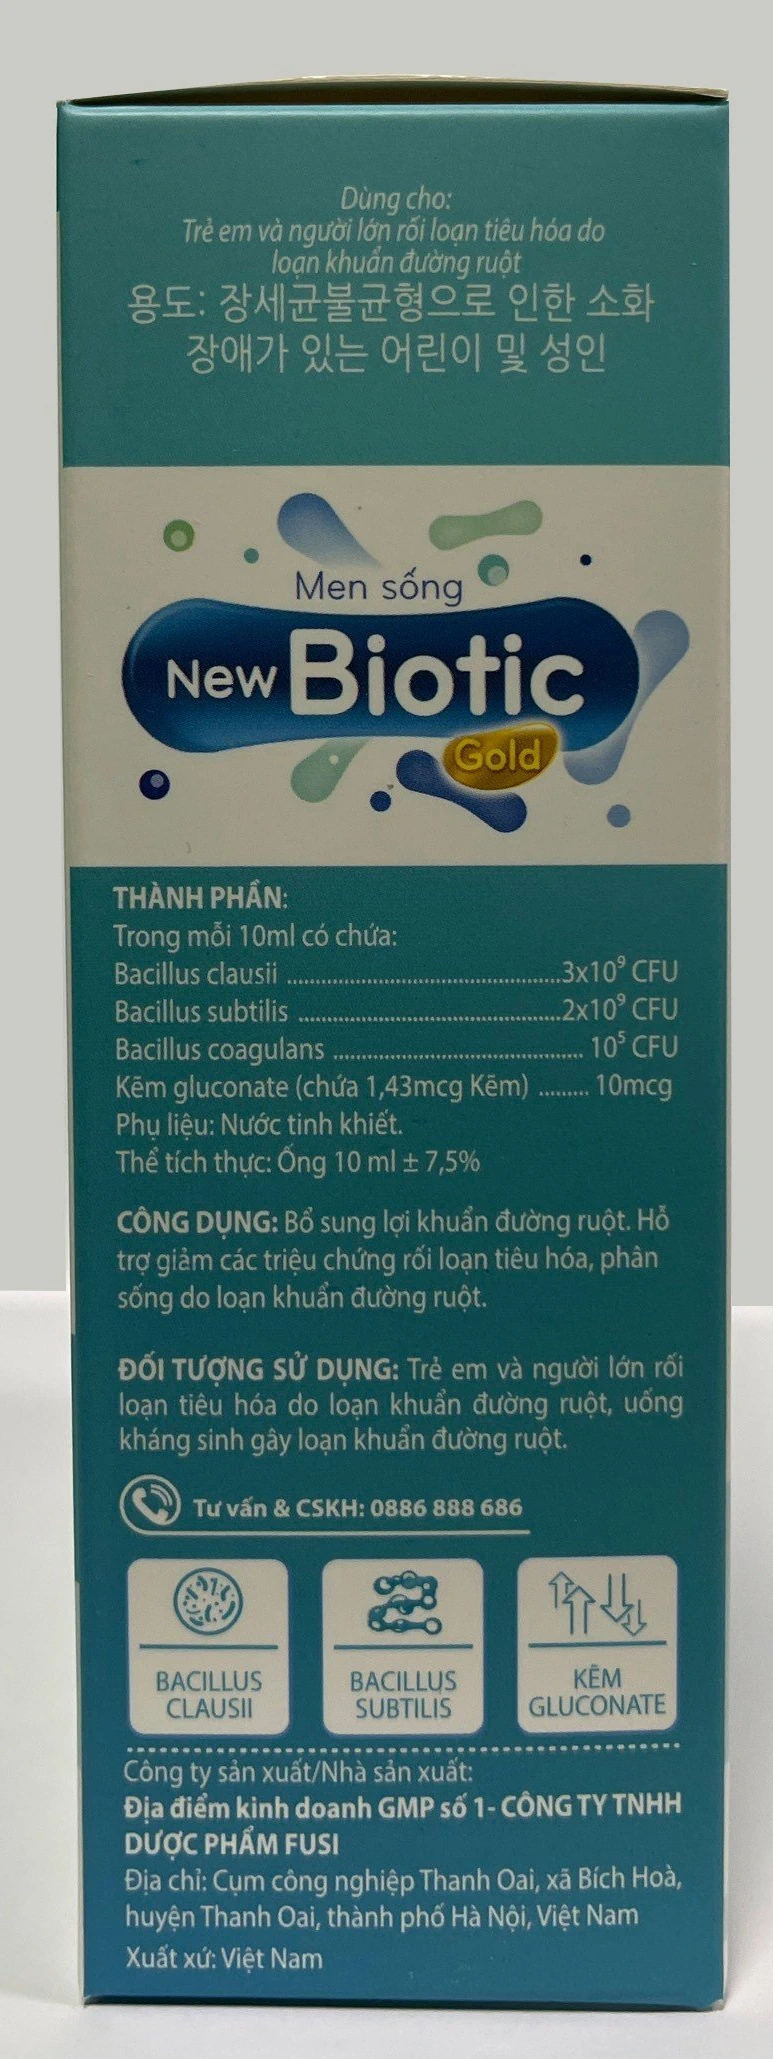 Dùng cho:
Trẻ em và người lớn rối loạn tiêu hóa do
loạn khuẩn đường ruột
용도: 장세균불균형으로 인한 소화
장애가 있는 어린이 및 성인
Men sống
New Biotic
Gold
THÀNH PHẦN:
Trong mỗi 10ml có chứa:
Bacillus clausii ................................................3x10⁹ CFU
Bacillus subtilis ..............................................2x10⁹ CFU
Bacillus coagulans ........................................... 10⁵ CFU
Kẽm gluconate (chứa 1,43mcg Kẽm) ......... 10mcg
Phụ liệu: Nước tinh khiết.
Thể tích thực: Ống 10 ml ± 7,5%
CÔNG DỤNG: Bổ sung lợi khuẩn đường ruột. Hỗ
trợ giảm các triệu chứng rối loạn tiêu hóa, phân
sống do loạn khuẩn đường ruột.
ĐỐI TƯỢNG SỬ DỤNG: Trẻ em và người lớn rối
loạn tiêu hóa do loạn khuẩn đường ruột, uống
kháng sinh gây loạn khuẩn đường ruột.
Tư vấn & CSKH: 0886 888 686
BACILLUS
CLAUSII
BACILLUS
SUBTILIS
KẼM
GLUCONATE
Công ty sản xuất/Nhà sản xuất:
Địa điểm kinh doanh GMP số 1- CÔNG TY TNHH
DƯỢC PHẨM FUSI
Địa chỉ: Cụm công nghiệp Thanh Oai, xã Bích Hoà,
huyện Thanh Oai, thành phố Hà Nội, Việt Nam
Xuất xứ: Việt Nam